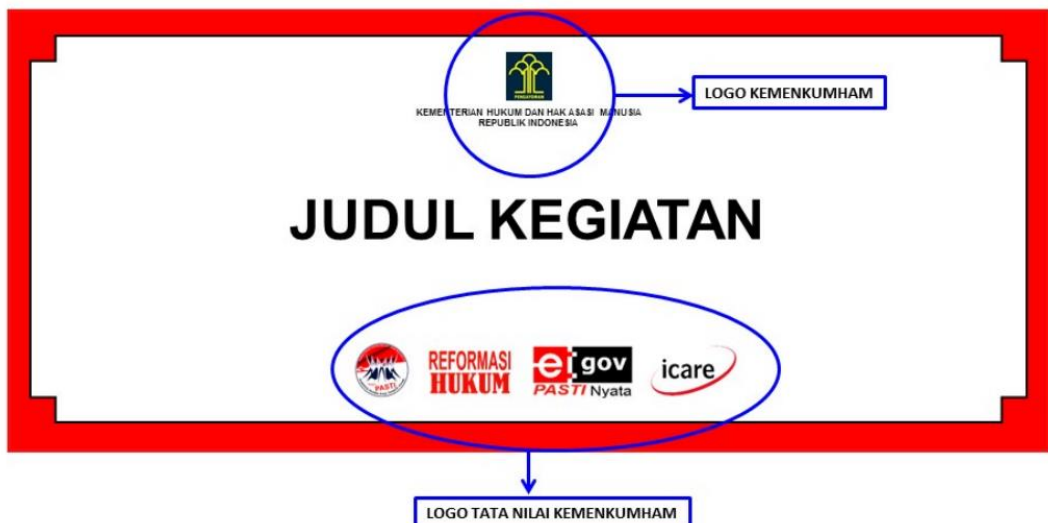 PENGAYOMAN
LOGO KEMENKUMHAM
KEMENTERIAN HUKUM DAN HAK ASASI MANUSIA
REPUBLIK INDONESIA
JUDUL KEGIATAN
PASTI
REFORMASI
HUKUM
e-gov
PASTI Nyata
icare
LOGO TATA NILAI KEMENKUMHAM